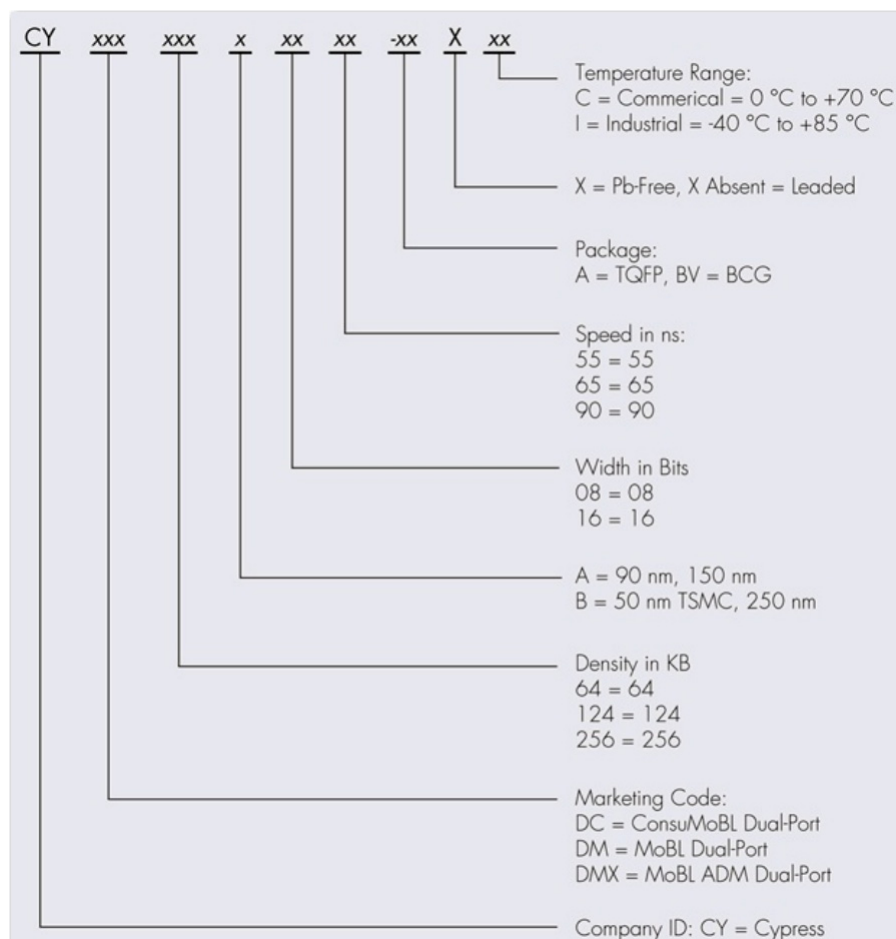 CY xxx xxx x xx xx -xx X xx
Temperature Range:
C = Commerical = 0 °C to +70 °C
I = Industrial = -40 °C to +85 °C
X = Pb-Free, X Absent = Leaded
Package:
A = TQFP, BV = BCG
Speed in ns:
55 = 55
65 = 65
90 = 90
Width in Bits
08 = 08
16 = 16
A = 90 nm, 150 nm
B = 50 nm TSMC, 250 nm
Density in KB
64 = 64
124 = 124
256 = 256
Marketing Code:
DC = ConsuMoBL Dual-Port
DM = MoBL Dual-Port
DMX = MoBL ADM Dual-Port
Company ID: CY = Cypress